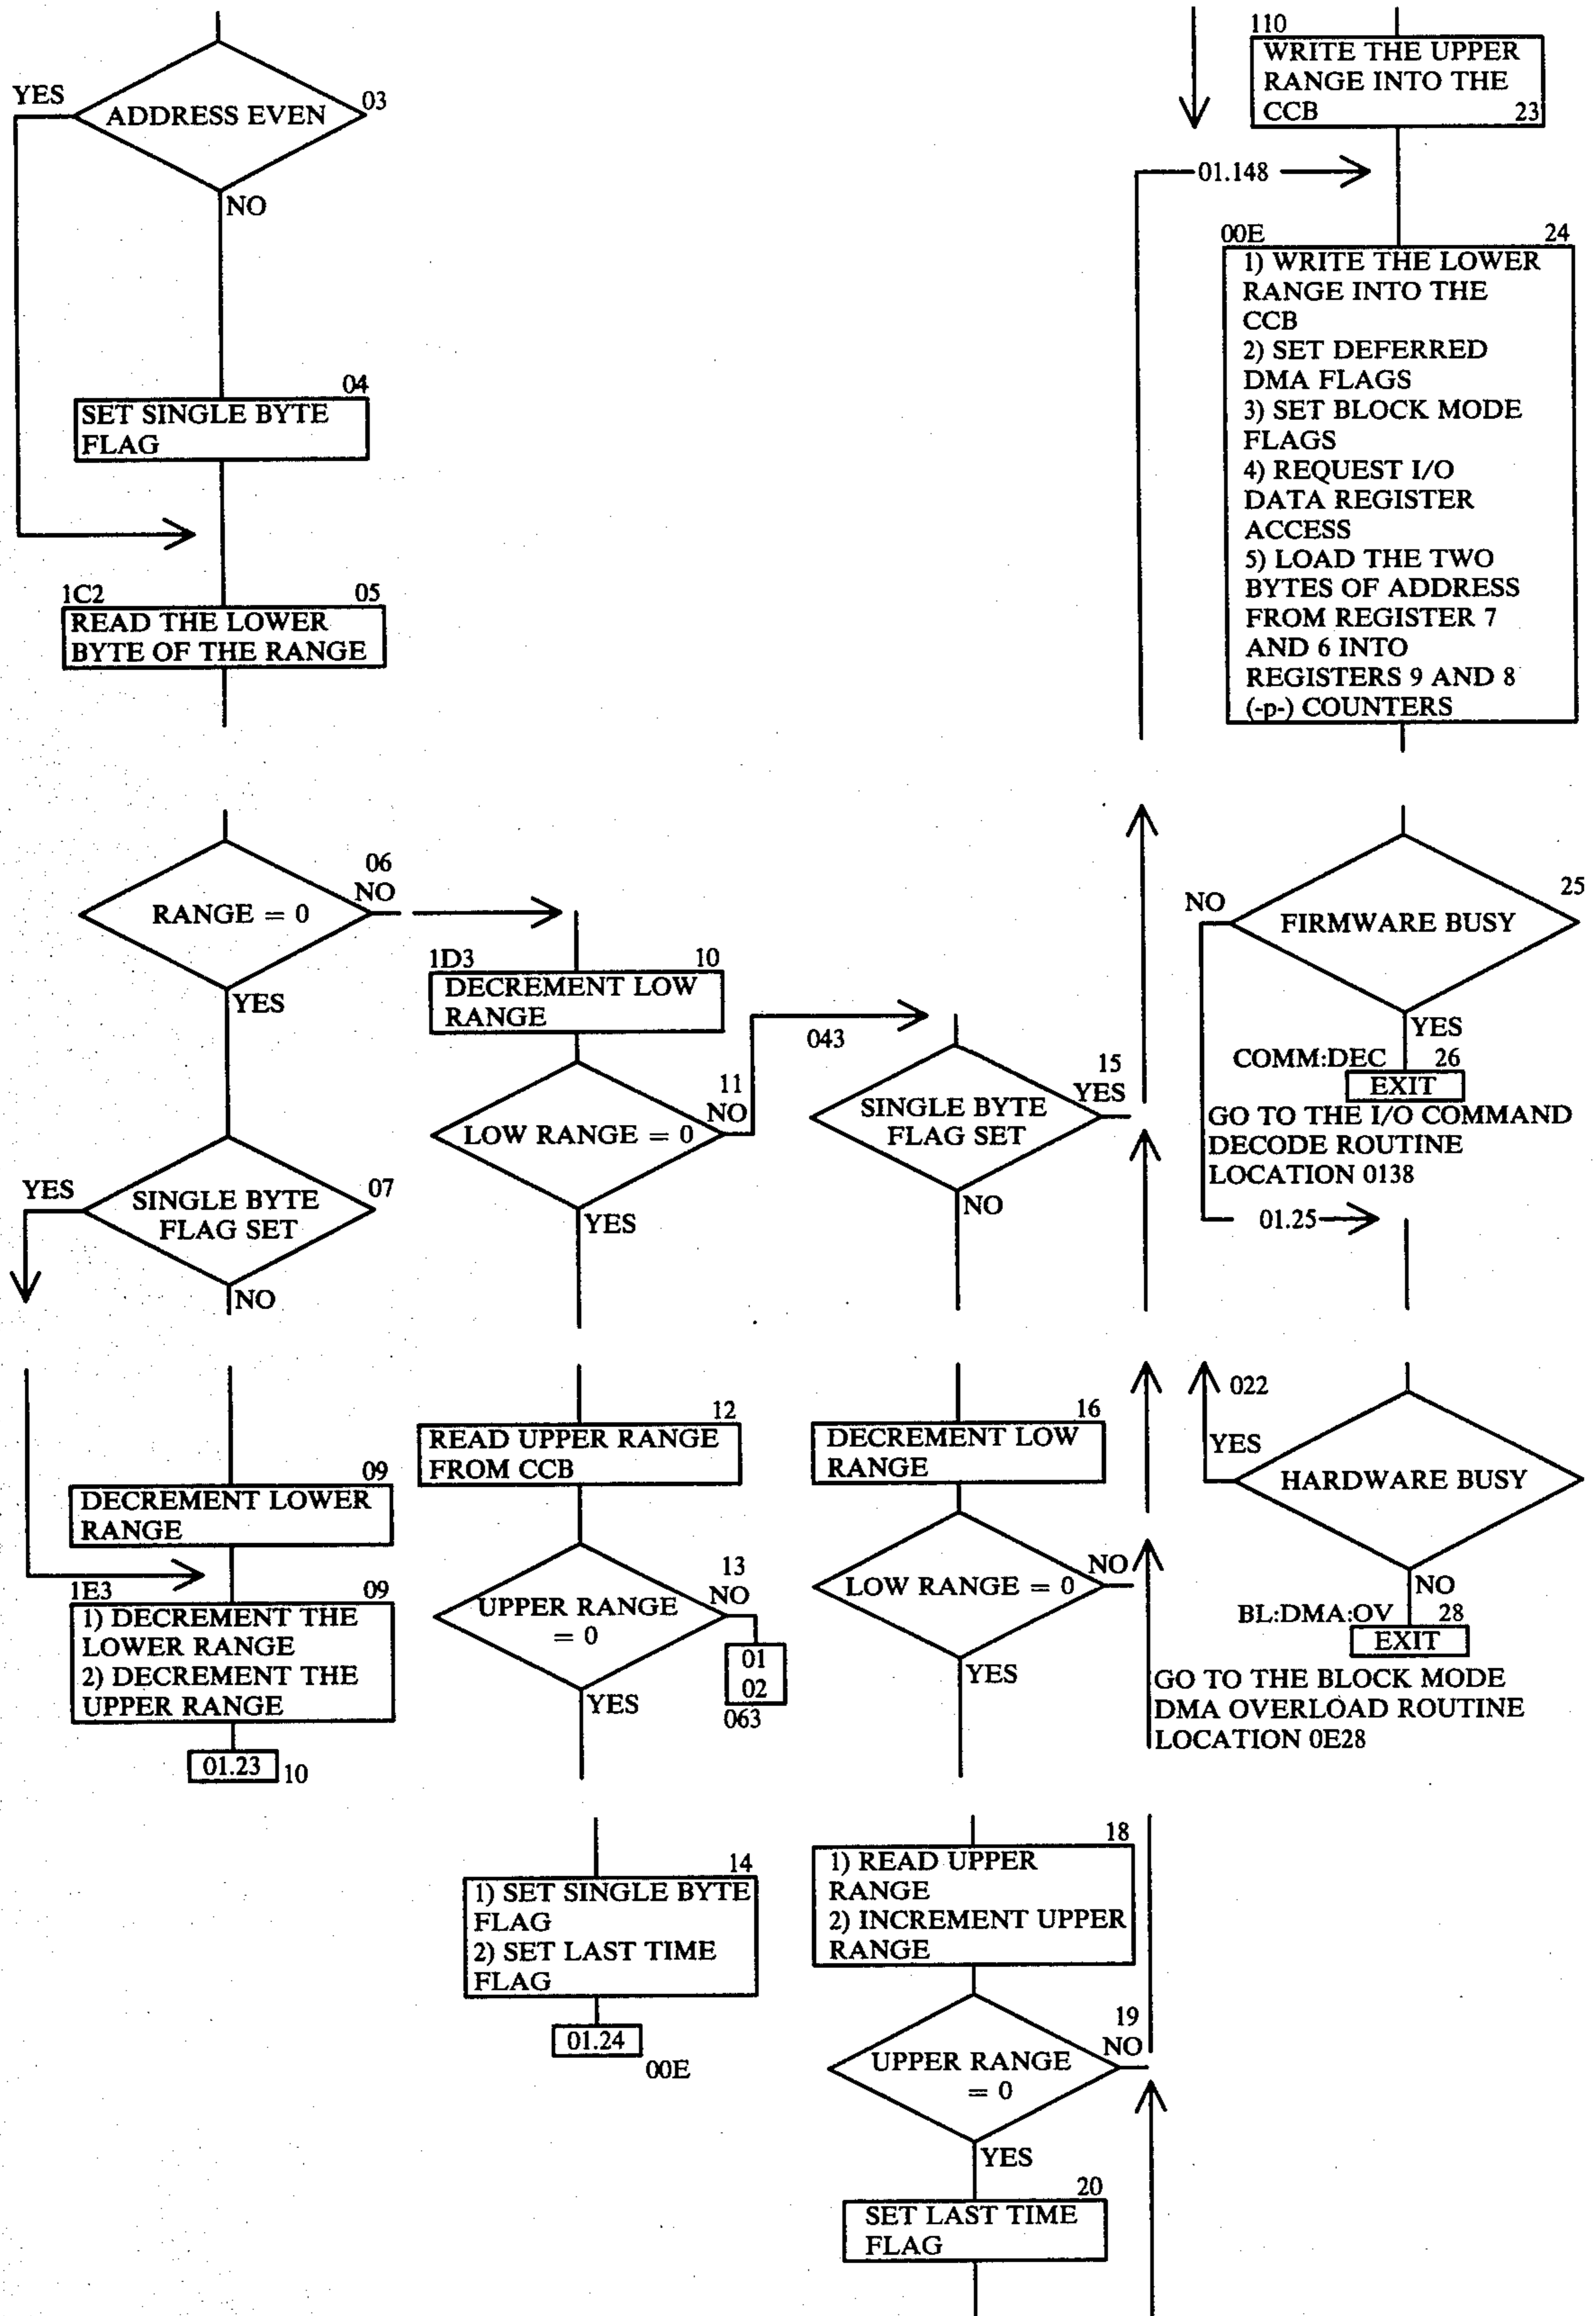 YES
ADDRESS EVEN
03
NO
04
SET SINGLE BYTE
FLAG
1C2
05
READ THE LOWER
BYTE OF THE RANGE
06
NO
RANGE = 0
YES
YES
07
SINGLE BYTE
FLAG SET
NO
09
DECREMENT LOWER
RANGE
1E3
09
1) DECREMENT THE
LOWER RANGE
2) DECREMENT THE
UPPER RANGE
01.23
10
1D3
10
DECREMENT LOW
RANGE
11
NO
LOW RANGE = 0
YES
12
READ UPPER RANGE
FROM CCB
13
NO
UPPER RANGE
= 0
01
02
063
YES
14
1) SET SINGLE BYTE
FLAG
2) SET LAST TIME
FLAG
01.24
00E
043
15
YES
SINGLE BYTE
FLAG SET
NO
16
DECREMENT LOW
RANGE
NO
LOW RANGE = 0
YES
18
1) READ UPPER
RANGE
2) INCREMENT UPPER
RANGE
19
NO
UPPER RANGE
= 0
YES
20
SET LAST TIME
FLAG
110
WRITE THE UPPER
RANGE INTO THE
CCB
23
01.148
00E
24
1) WRITE THE LOWER
RANGE INTO THE
CCB
2) SET DEFERRED
DMA FLAGS
3) SET BLOCK MODE
FLAGS
4) REQUEST I/O
DATA REGISTER
ACCESS
5) LOAD THE TWO
BYTES OF ADDRESS
FROM REGISTER 7
AND 6 INTO
REGISTERS 9 AND 8
(-p-) COUNTERS
25
NO
FIRMWARE BUSY
YES
COMM:DEC
26
EXIT
GO TO THE I/O COMMAND
DECODE ROUTINE
LOCATION 0138
01.25
022
YES
HARDWARE BUSY
NO
BL:DMA:OV
28
EXIT
GO TO THE BLOCK MODE
DMA OVERLOAD ROUTINE
LOCATION 0E28